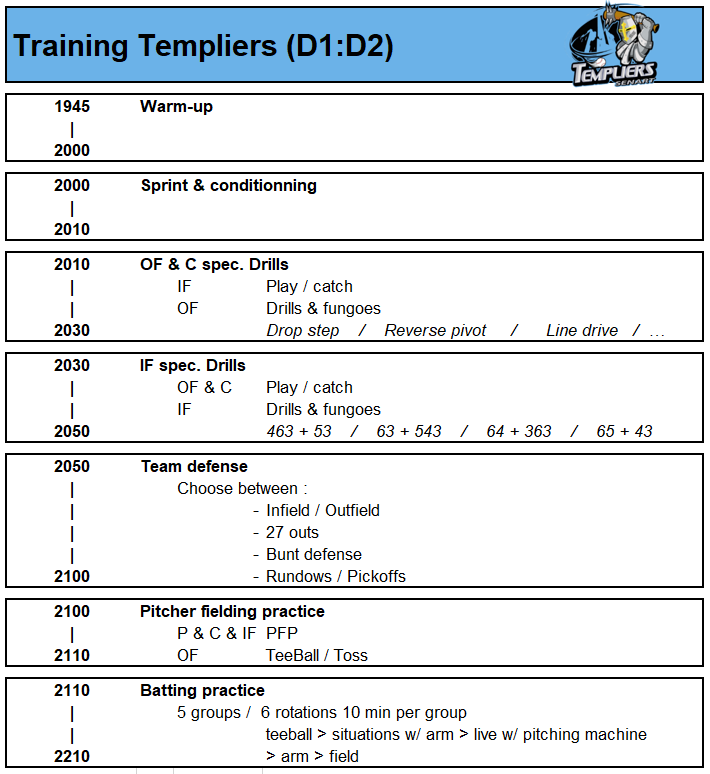 Training Templiers (D1:D2)
TEMPLIERS
SENART
1945 Warm-up
|
2000
2000 Sprint & conditionning
|
2010
2010 OF & C spec. Drills
| IF Play / catch
| OF Drills & fungoes
2030 Drop step / Reverse pivot / Line drive / ...
2030 IF spec. Drills
| OF & C Play / catch
| IF Drills & fungoes
2050 463 + 53 / 63 + 543 / 64 + 363 / 65 + 43
2050 Team defense
| Choose between :
| - Infield / Outfield
| - 27 outs
| - Bunt defense
2100 - Rundows / Pickoffs
2100 Pitcher fielding practice
| P & C & IF PFP
2110 OF TeeBall / Toss
2110 Batting practice
| 5 groups / 6 rotations 10 min per group
| teeball > situations w/ arm > live w/ pitching machine
2210 > arm > field